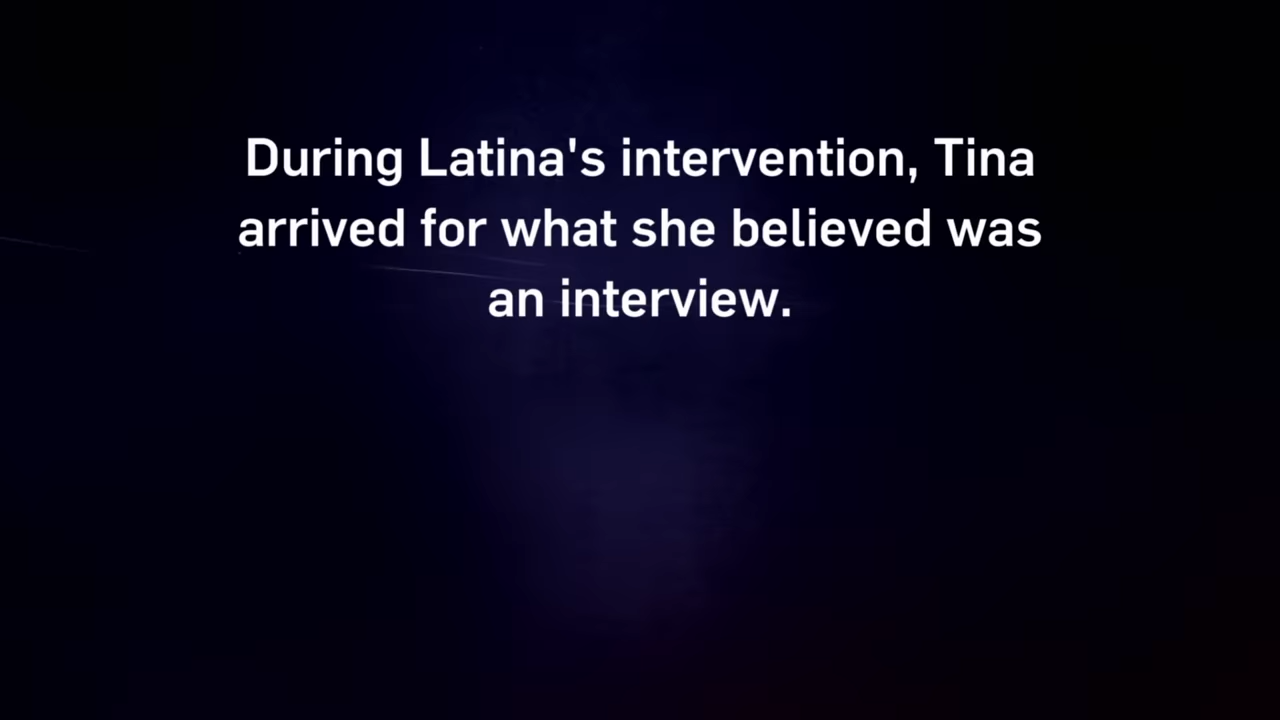 During Latina's intervention, Tina
arrived for what she believed was
an interview.